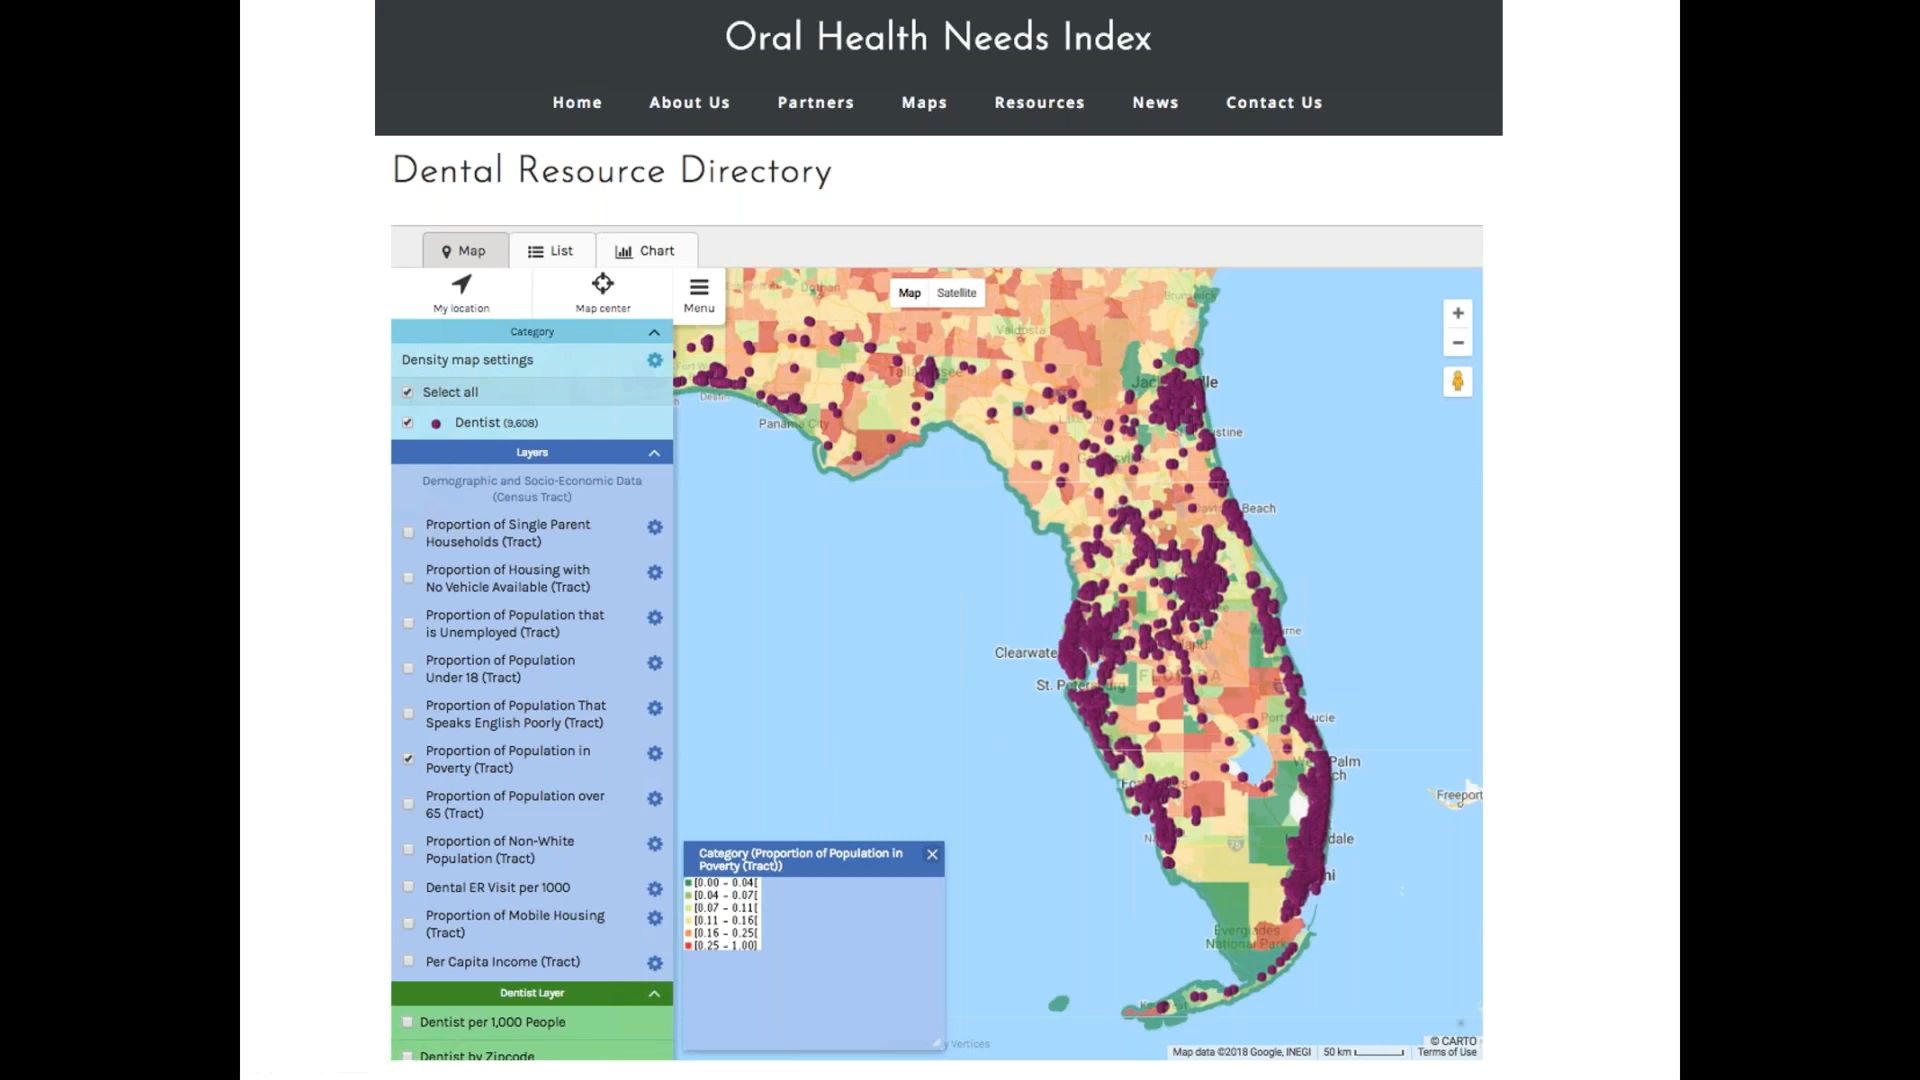 Oral Health Needs Index
Home About Us Partners Maps Resources News Contact Us
Dental Resource Directory
Map List Chart
My location Map center Menu
Category
Density map settings
Select all
Dentist (9,608)
Layers
Demographic and Socio-Economic Data
(Census Tract)
Proportion of Single Parent
Households (Tract)
Proportion of Housing with
No Vehicle Available (Tract)
Proportion of Population that
is Unemployed (Tract)
Proportion of Population
Under 18 (Tract)
Proportion of Population That
Speaks English Poorly (Tract)
Proportion of Population in
Poverty (Tract)
Proportion of Population over
65 (Tract)
Proportion of Non-White
Population (Tract)
Dental ER Visit per 1000
Proportion of Mobile Housing
(Tract)
Per Capita Income (Tract)
Dentist Layer
Dentist per 1,000 People
Dentist by Zipcode
Map Satellite
Dothan
Brunswick
Valdosta
Panama City
Beach
Clearwate
St.
FLORIDA
Palm
Freeport
75
Everglades
National Park
Category (Proportion of Population in
Poverty (Tract))
[0.00 - 0.04[
[0.04 - 0.07[
[0.07 - 0.11[
[0.11 - 0.16[
[0.16 - 0.25[
[0.25 - 1.00]
Vertices
© CARTO
Map data ©2018 Google, INEGI 50 km Terms of Use